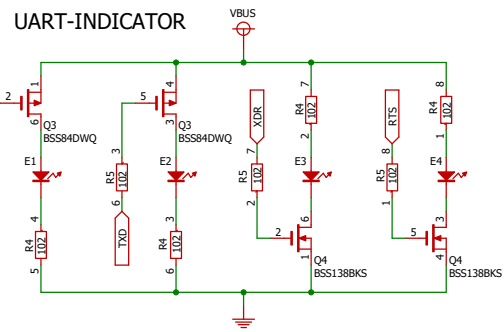 UART-INDICATOR
VBUS
1
2
6
Q3
BSS84DWQ
E1
4
R4
102
5
4
5
3
Q3
BSS84DWQ
3
R5
102
6
TXD
E2
3
R4
102
6
XDR
7
R5
102
2
7
R4
102
2
E3
6
2
1
Q4
BSS138BKS
RTS
8
R5
102
1
8
R4
102
1
E4
3
5
4
Q4
BSS138BKS